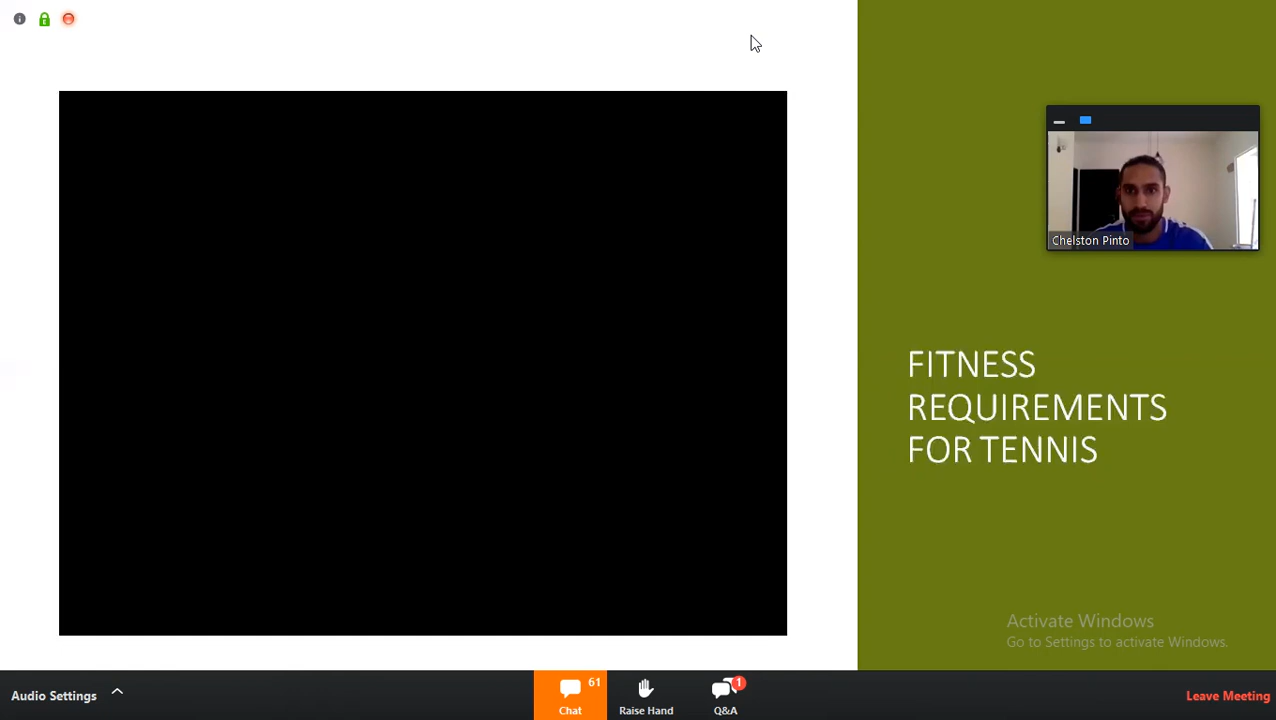 Chelston Pinto
FITNESS
REQUIREMENTS
FOR TENNIS
Activate Windows
Go to Settings to activate Windows.
Audio Settings
61
Chat
Raise Hand
1
Q&A
Leave Meeting